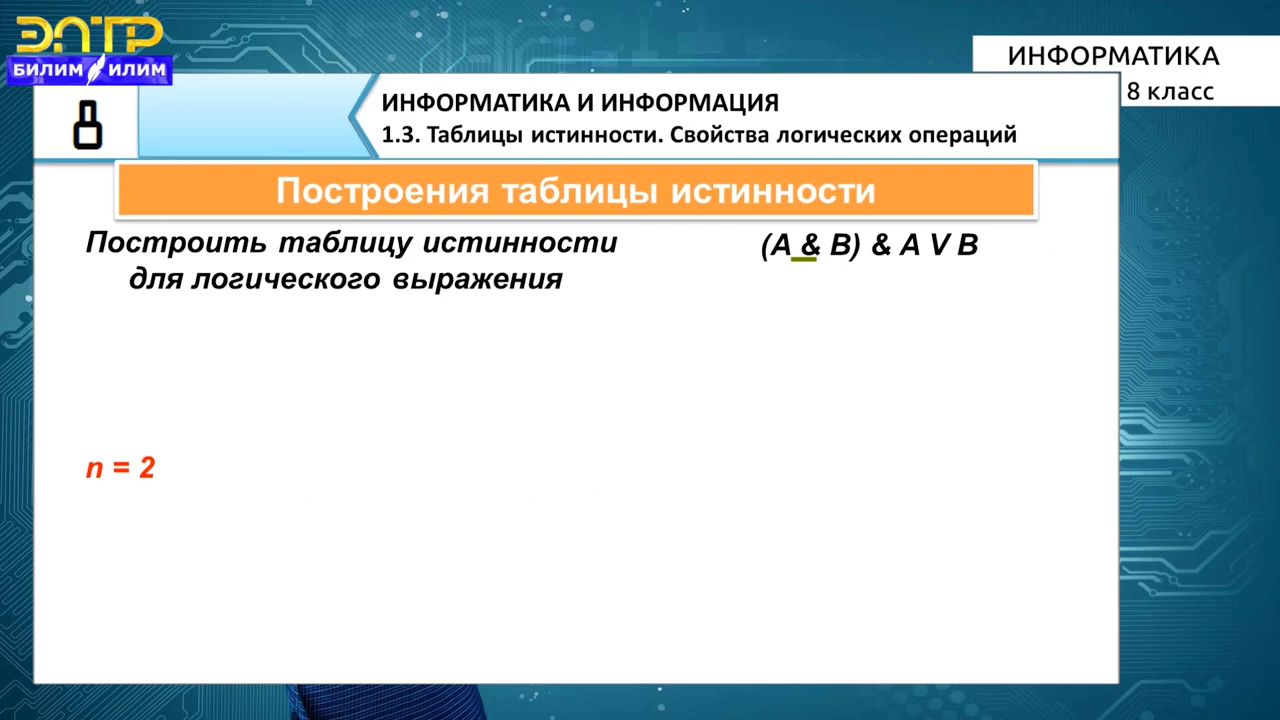 ЭЛТР
БИЛИМ ИЛИМ
ИНФОРМАТИКА
8 класс
8
ИНФОРМАТИКА И ИНФОРМАЦИЯ
1.3. Таблицы истинности. Свойства логических операций
Построения таблицы истинности
Построить таблицу истинности
для логического выражения
(A & B) & A V B
n = 2